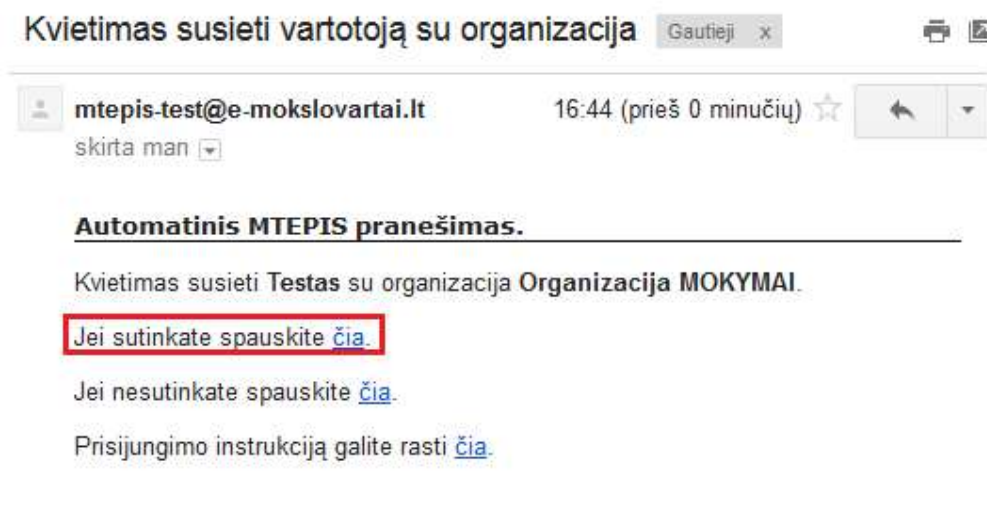 Kvietimas susieti vartotoją su organizacija Gautieji x
mtepis-test@e-mokslovartai.lt 16:44 (prieš 0 minučių)
skirta man
Automatinis MTEPIS pranešimas.
Kvietimas susieti Testas su organizacija Organizacija MOKYMAI.
Jei sutinkate spauskite čia.
Jei nesutinkate spauskite čia.
Prisijungimo instrukciją galite rasti čia.